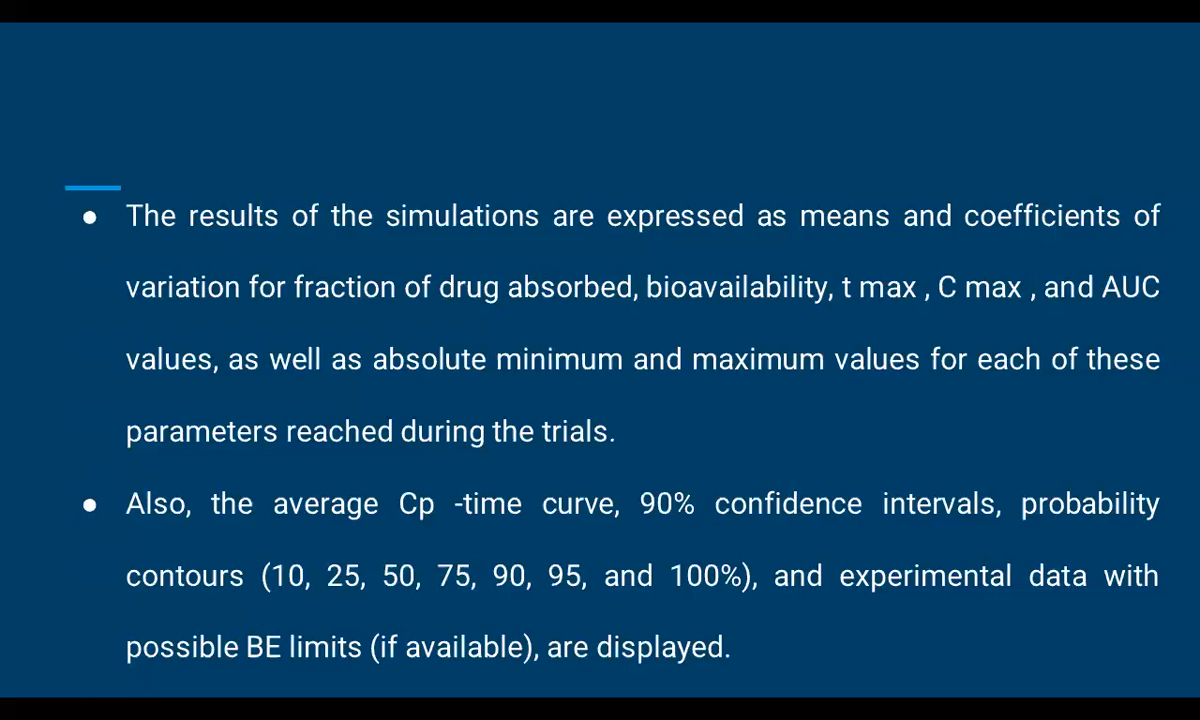 ● The results of the simulations are expressed as means and coefficients of
variation for fraction of drug absorbed, bioavailability, t max , C max , and AUC
values, as well as absolute minimum and maximum values for each of these
parameters reached during the trials.
● Also, the average Cp -time curve, 90% confidence intervals, probability
contours (10, 25, 50, 75, 90, 95, and 100%), and experimental data with
possible BE limits (if available), are displayed.